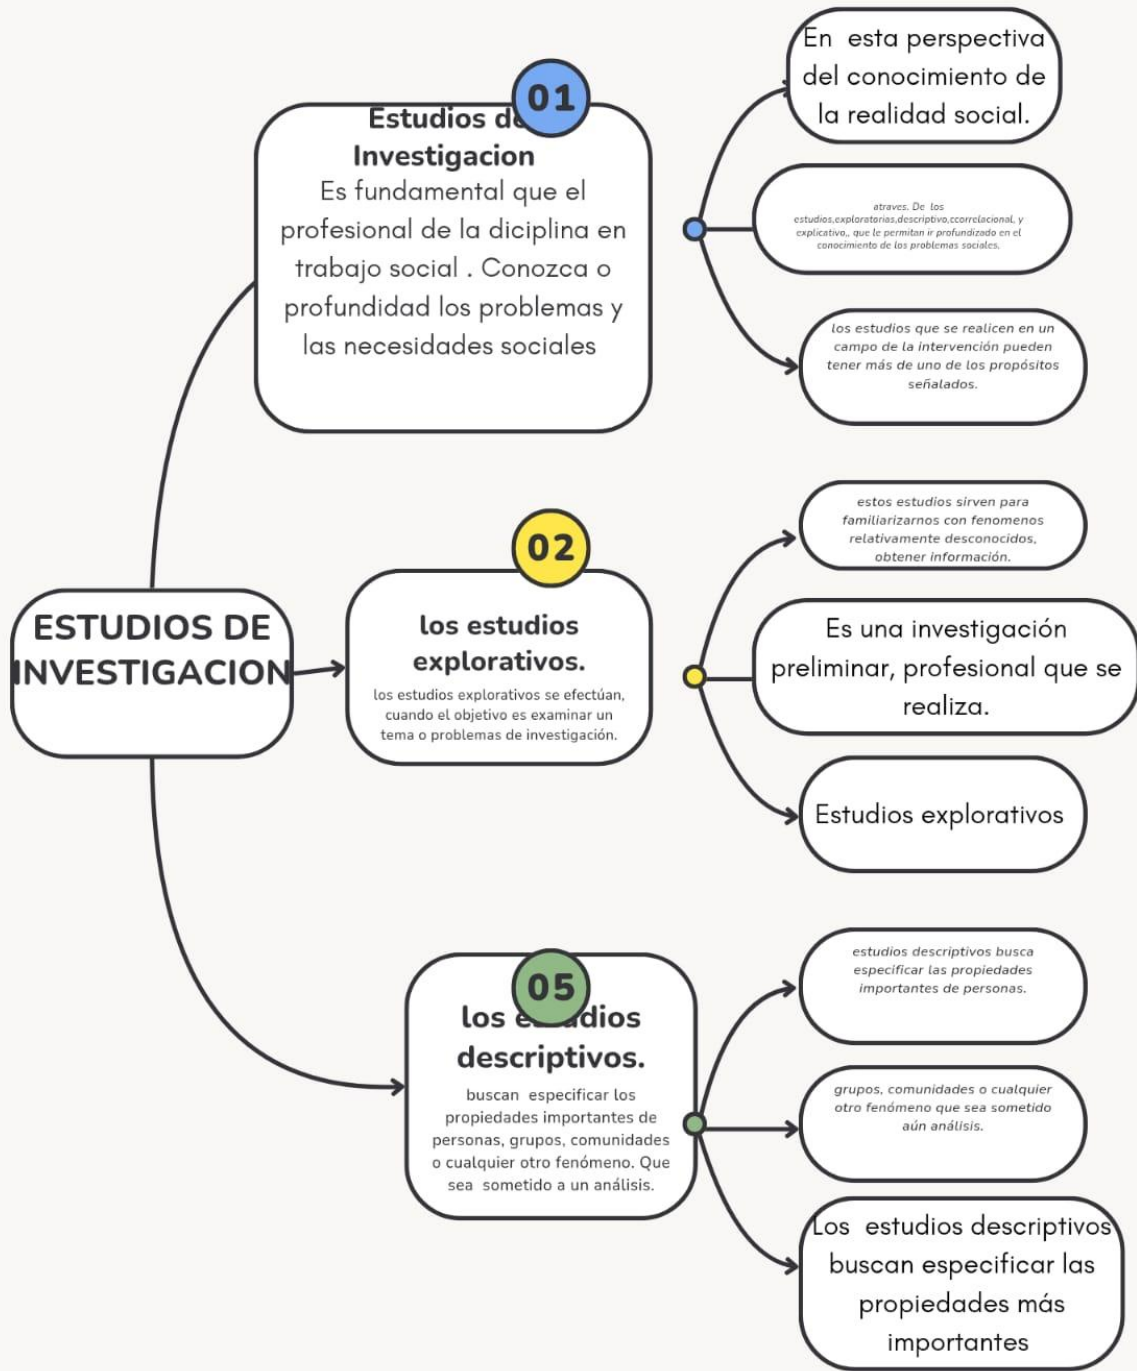 ESTUDIOS DE
INVESTIGACION
01
Estudios de
Investigacion
Es fundamental que el
profesional de la diciplina en
trabajo social . Conozca o
profundidad los problemas y
las necesidades sociales
En esta perspectiva
del conocimiento de
la realidad social.
atraves. De los
estudios,exploratorios,descriptivo,ccorrelacional, y
explicativo,, que le permitan ir profundizado en el
conocimiento de los problemas sociales.
los estudios que se realicen en un
campo de la intervención pueden
tener más de uno de los propósitos
señalados.
02
los estudios
explorativos.
los estudios explorativos se efectúan,
cuando el objetivo es examinar un
tema o problemas de investigación.
estos estudios sirven para
familiarizarnos con fenomenos
relativamente desconocidos,
obtener información.
Es una investigación
preliminar, profesional que se
realiza.
Estudios explorativos
05
los estudios
descriptivos.
buscan especificar los
propiedades importantes de
personas, grupos, comunidades
o cualquier otro fenómeno. Que
sea sometido a un análisis.
estudios descriptivos busca
especificar las propiedades
importantes de personas.
grupos, comunidades o cualquier
otro fenómeno que sea sometido
aún análisis.
Los estudios descriptivos
buscan especificar las
propiedades más
importantes